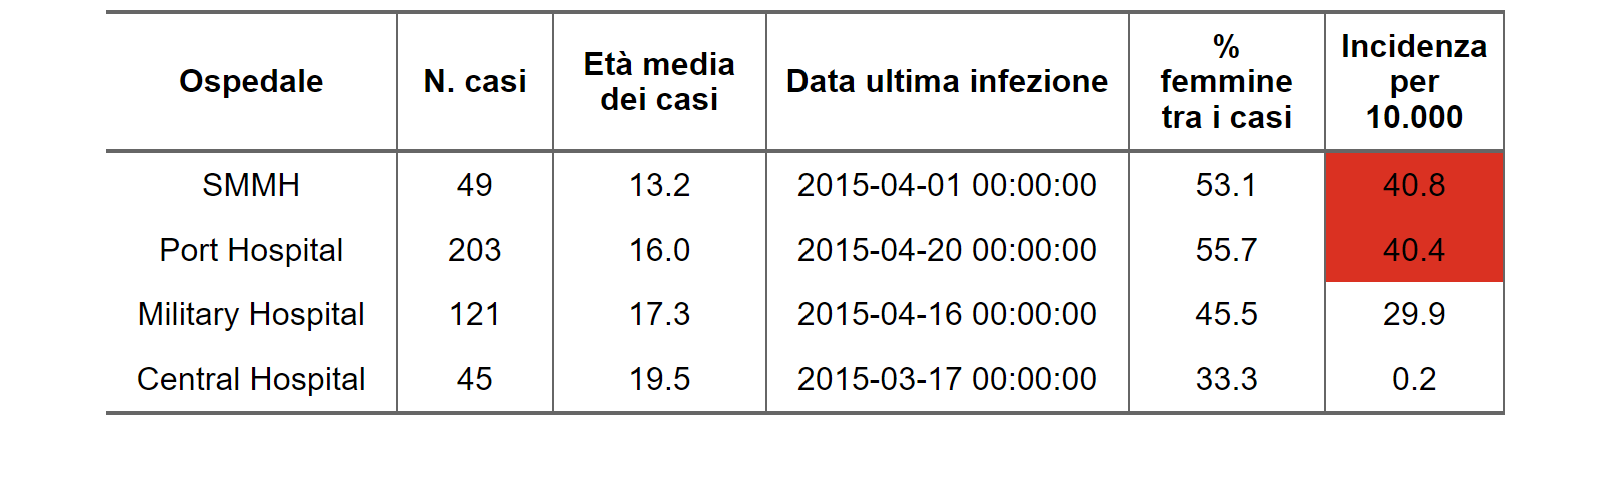 Ospedale N. casi Età media dei casi Data ultima infezione % femmine tra i casi Incidenza per 10.000
SMMH 49 13.2 2015-04-01 00:00:00 53.1 40.8
Port Hospital 203 16.0 2015-04-20 00:00:00 55.7 40.4
Military Hospital 121 17.3 2015-04-16 00:00:00 45.5 29.9
Central Hospital 45 19.5 2015-03-17 00:00:00 33.3 0.2